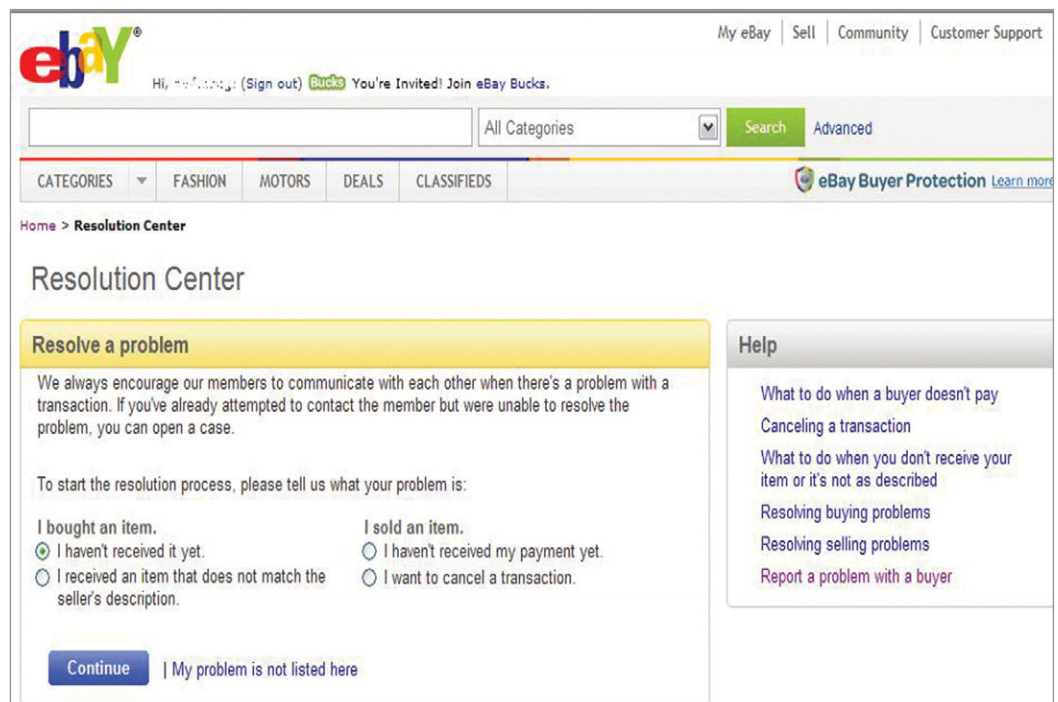 ebaY®
My eBay | Sell | Community | Customer Support
Hi, (Sign out) Bucks You're Invited! Join eBay Bucks.
All Categories Search Advanced
CATEGORIES FASHION MOTORS DEALS CLASSIFIEDS eBay Buyer Protection Learn more
Home > Resolution Center
Resolution Center
Resolve a problem
We always encourage our members to communicate with each other when there's a problem with a
transaction. If you've already attempted to contact the member but were unable to resolve the
problem, you can open a case.
To start the resolution process, please tell us what your problem is:
I bought an item.
I haven't received it yet.
I received an item that does not match the
seller's description.
I sold an item.
I haven't received my payment yet.
I want to cancel a transaction.
Continue | My problem is not listed here
Help
What to do when a buyer doesn't pay
Canceling a transaction
What to do when you don't receive your
item or it's not as described
Resolving buying problems
Resolving selling problems
Report a problem with a buyer